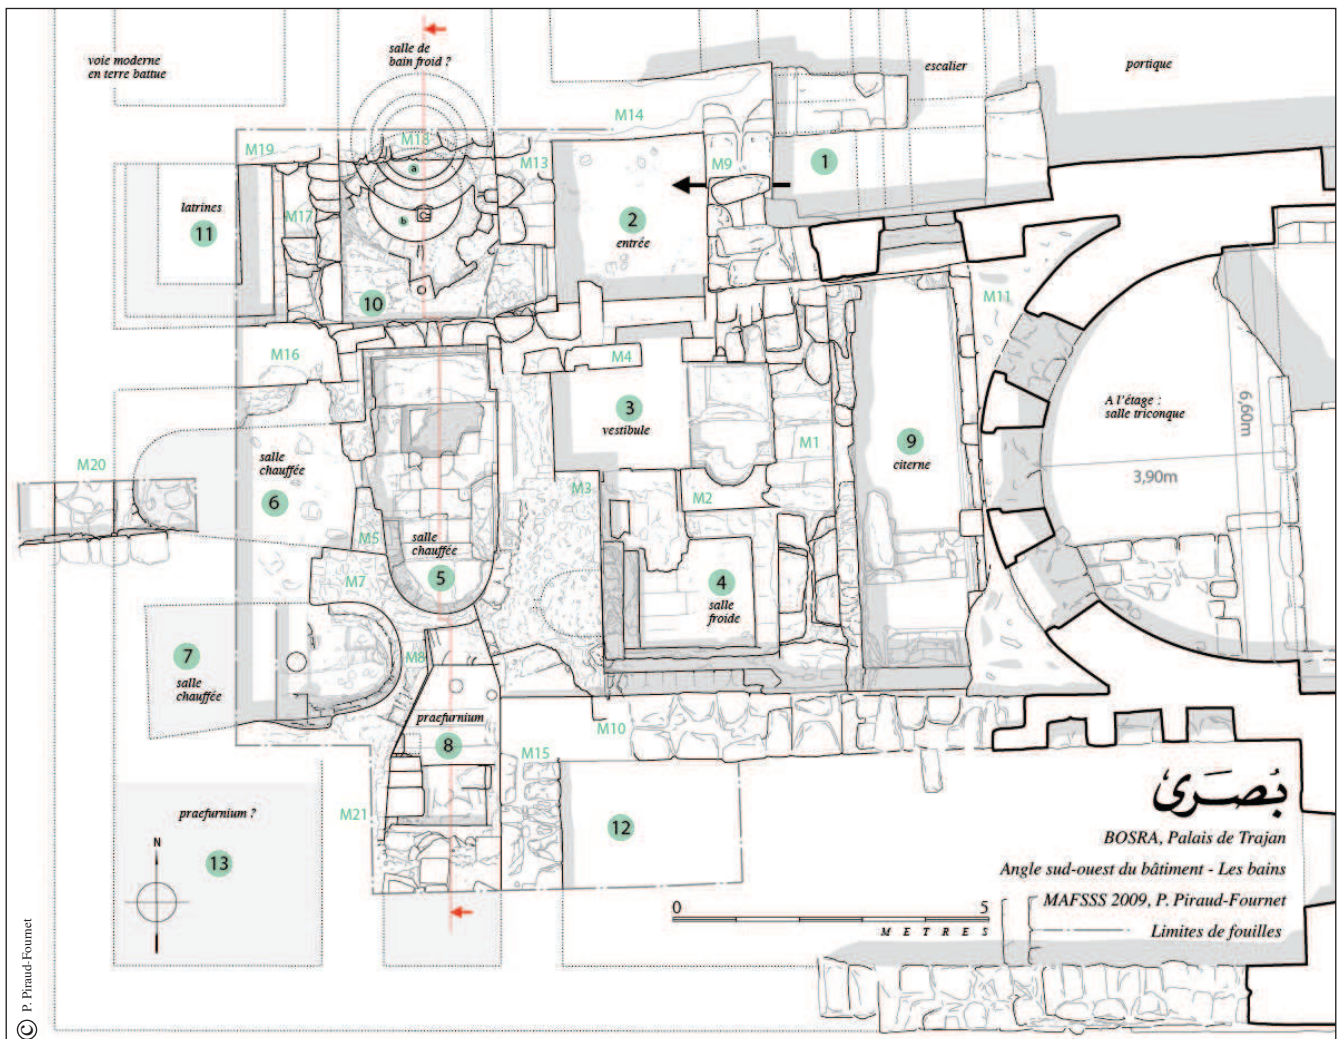 voie moderne
en terre battue
salle de
bain froid ?
escalier
portique
M14
M19
M18
M13
M9
1
a
latrines
11
M17
b
2
entrée
10
M11
M16
M4
A l'étage :
salle triconque
6,60m
3
vestibule
M1
9
citerne
3,90m
M20
salle
chauffée
6
M3
M2
M5
salle
chauffée
5
M7
4
salle
froide
7
salle
chauffée
M8
praefurnium
8
M10
M15
praefurnium ?
13
N
M21
12
بُصرَى
BOSRA, Palais de Trajan
Angle sud-ouest du bâtiment - Les bains
MAFSSS 2009, P. Piraud-Fournet
Limites de fouilles
0 5
METRES
© P. Piraud-Fournet